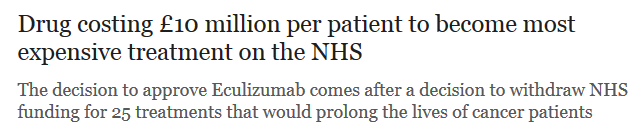 Drug costing £10 million per patient to become most
expensive treatment on the NHS
The decision to approve Eculizumab comes after a decision to withdraw NHS
funding for 25 treatments that would prolong the lives of cancer patients